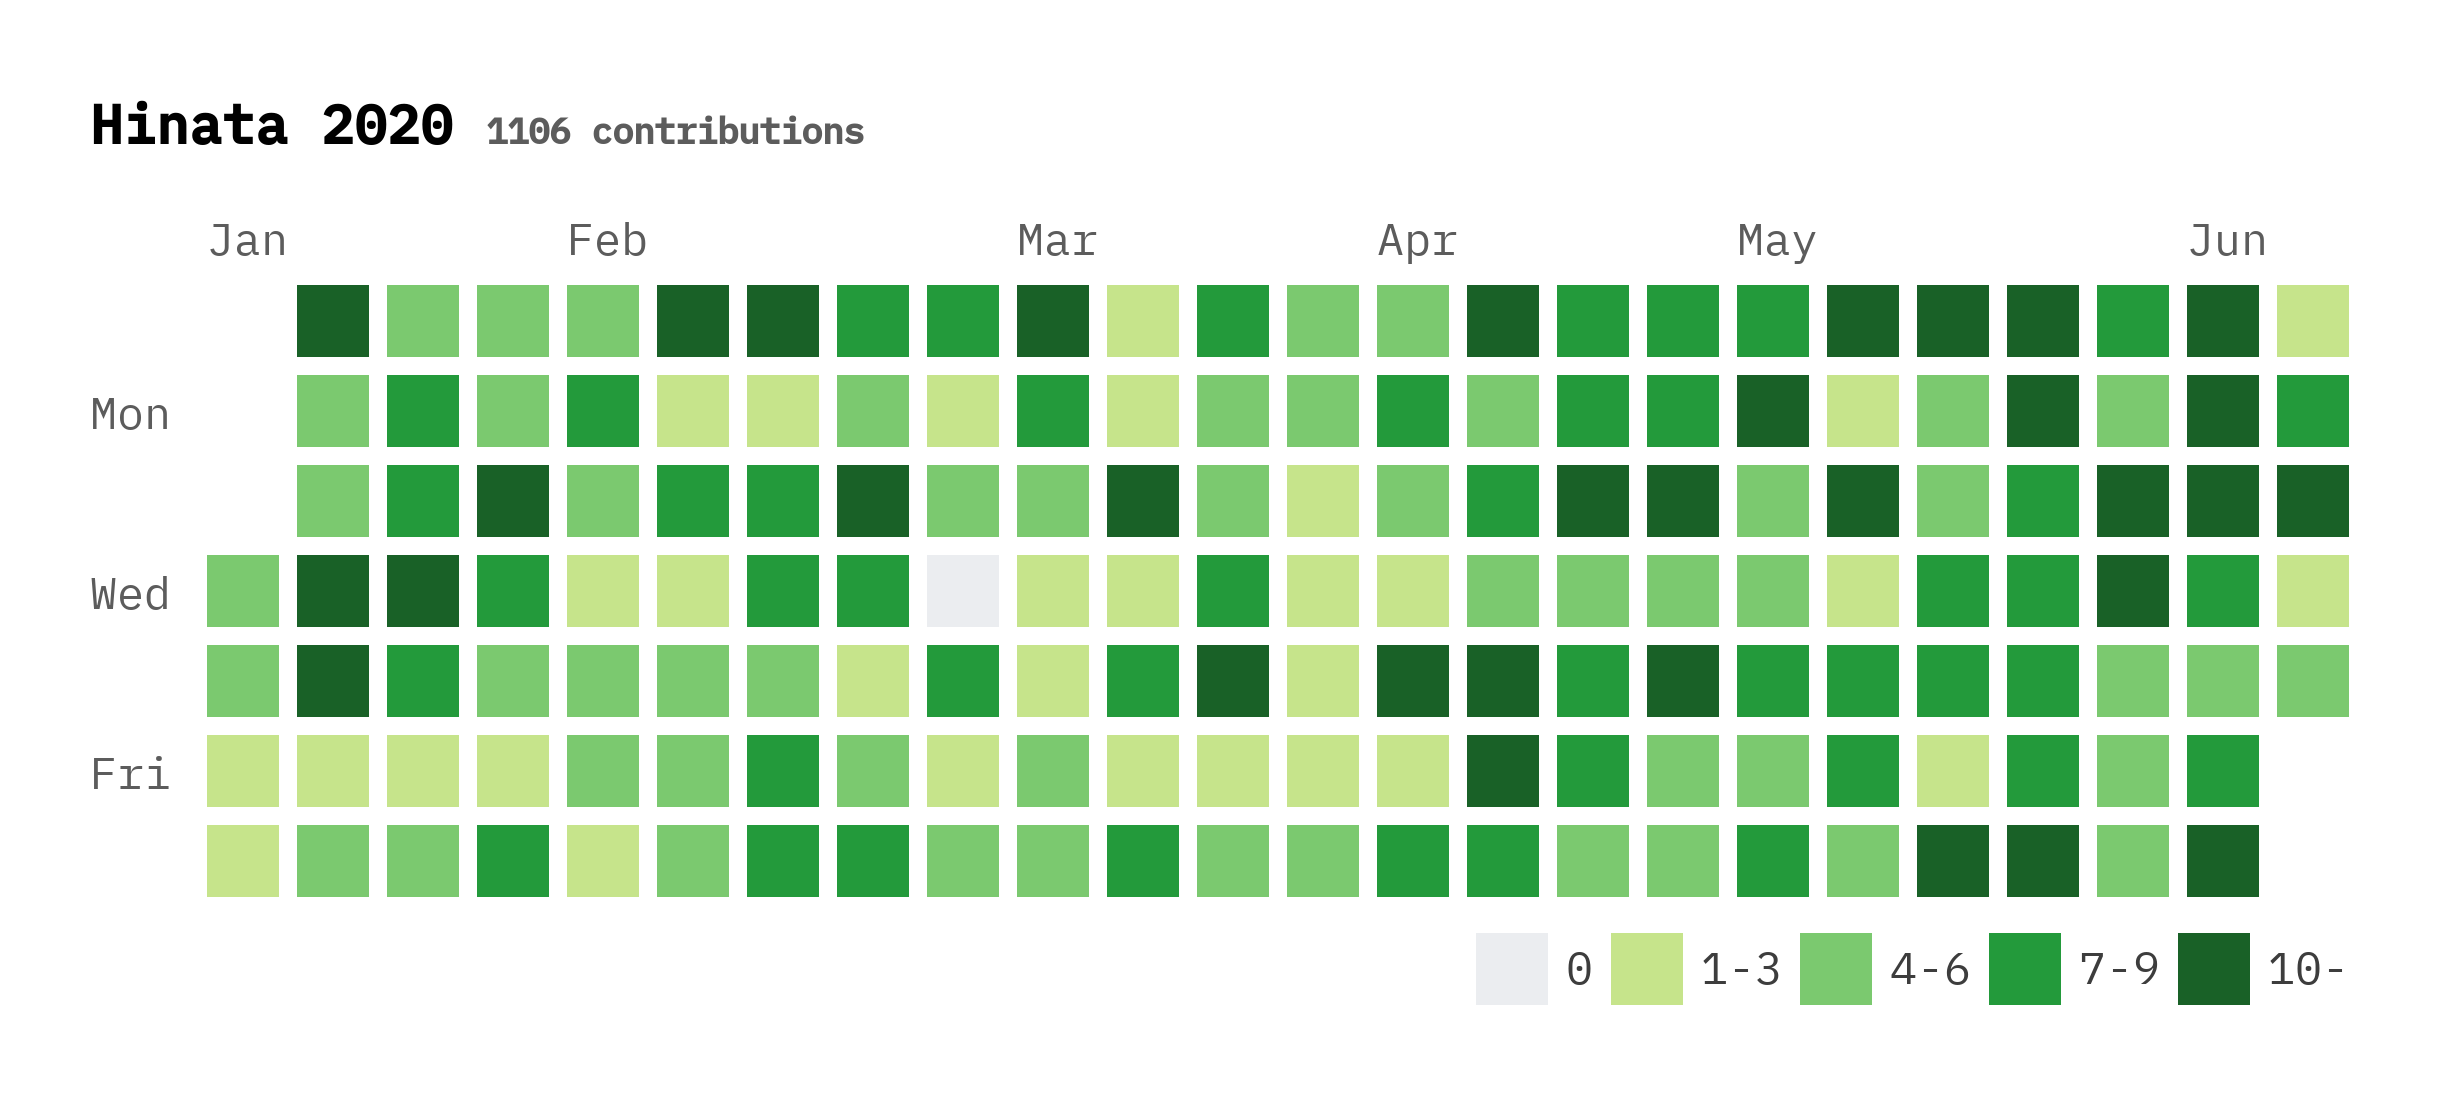 Hinata 2020 1106 contributions
Jan Feb Mar Apr May Jun
Mon
Wed
Fri
0 1-3 4-6 7-9 10-